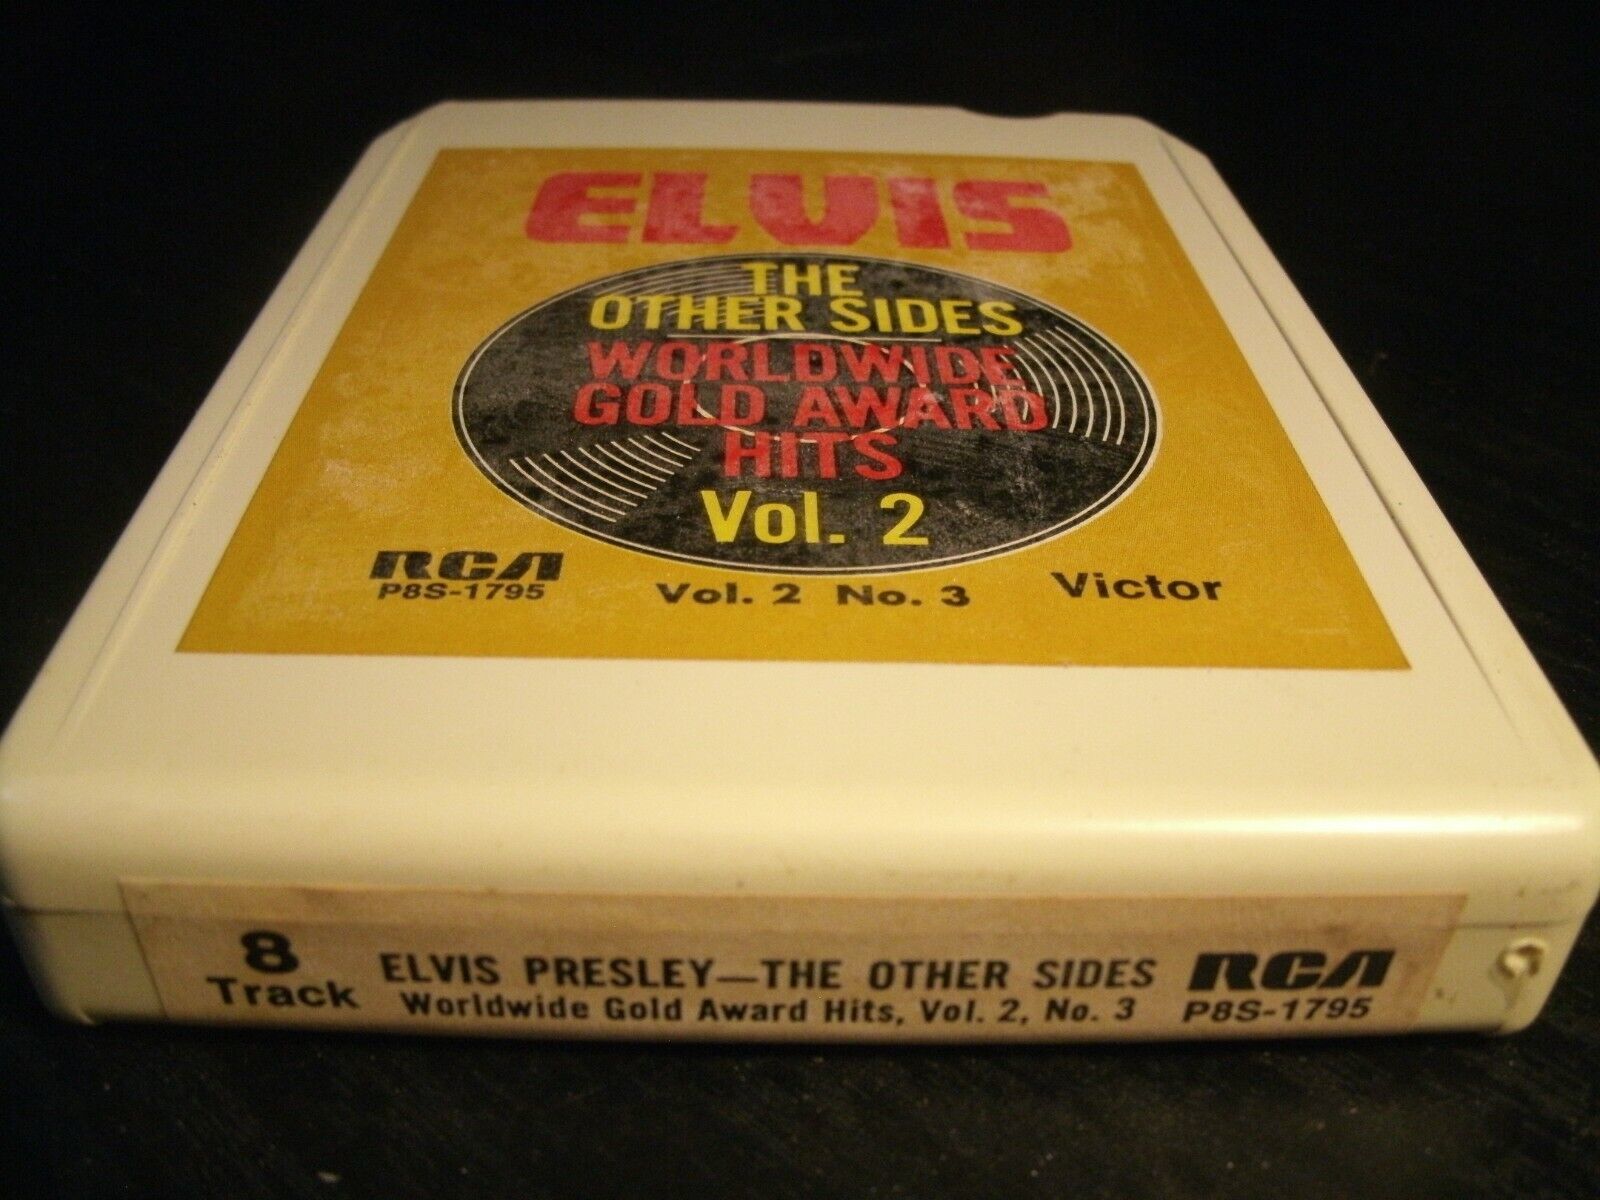 ELVIS
THE
OTHER SIDES
WORLDWIDE
GOLD AWARD
HITS
Vol. 2
RCA
P8S-1795
Vol. 2 No. 3
Victor
8
Track
ELVIS PRESLEY—THE OTHER SIDES
Worldwide Gold Award Hits, Vol. 2, No. 3
RCA
P8S-1795